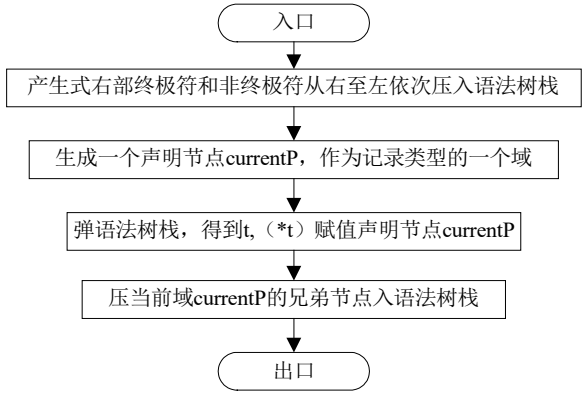 入口
产生式右部终极符和非终极符从右至左依次压入语法树栈
生成一个声明节点currentP，作为记录类型的一个域
弹语法树栈，得到t,（*t）赋值声明节点currentP
压当前域currentP的兄弟节点入语法树栈
出口